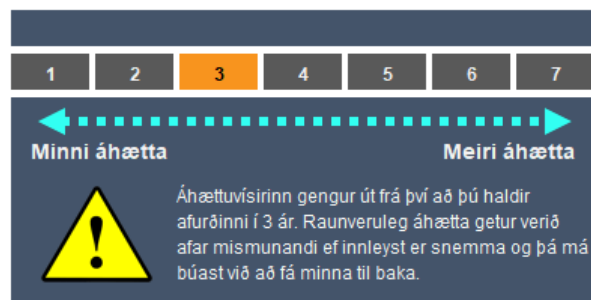 1 2 3 4 5 6 7
Minni áhætta Meiri áhætta
Áhættuvísirinn gengur út frá því að þú haldir
afurðinni í 3 ár. Raunveruleg áhætta getur verið
afar mismunandi ef innleyst er snemma og þá má
búast við að fá minna til baka.